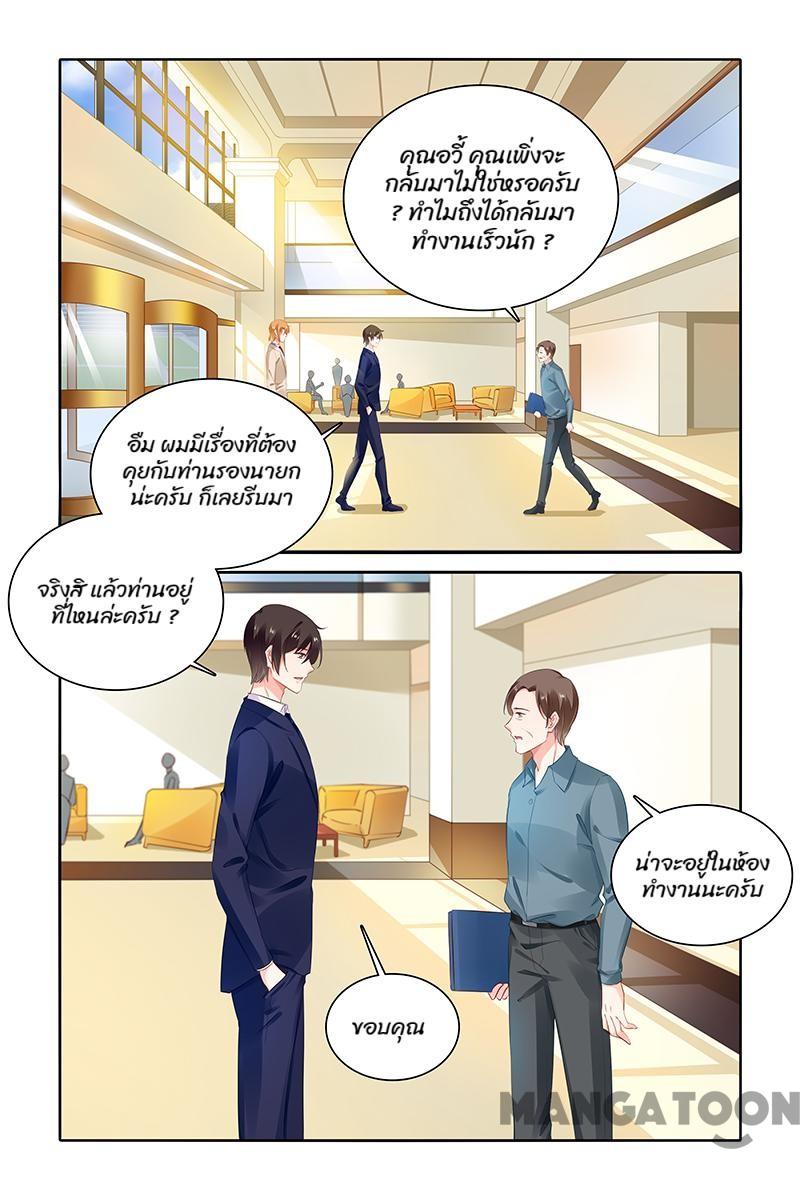 คุณอวี้ คุณเพิ่งจะ
กลับมาไม่ใช่หรอครับ
? ทำไมถึงได้กลับมา
ทำงานเร็วนัก ?
อืม ผมมีเรื่องที่ต้อง
คุยกับท่านรองนายก
น่ะครับ ก็เลยรีบมา
จริงสิ แล้วท่านอยู่
ที่ไหนล่ะครับ ?
น่าจะอยู่ในห้อง
ทำงานนะครับ
ขอบคุณ
MANGATOON